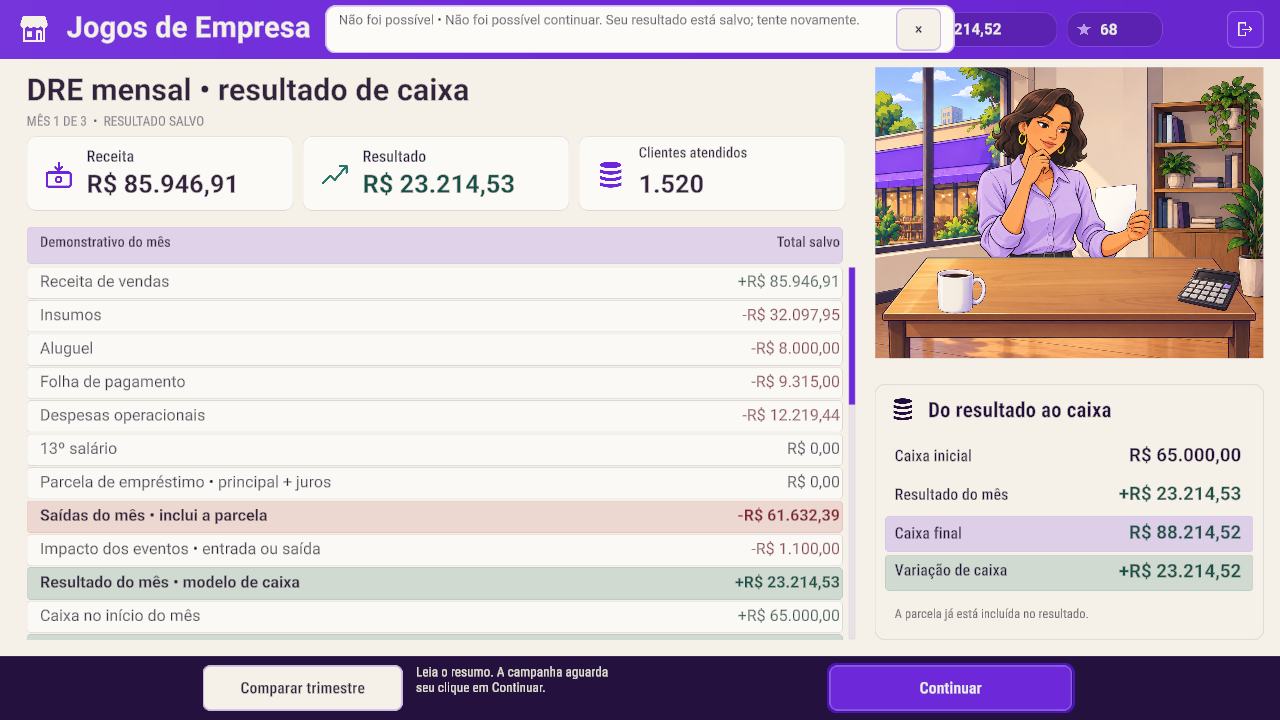 Jogos de Empresa
Não foi possível • Não foi possível continuar. Seu resultado está salvo; tente novamente.
×
214,52
68
DRE mensal • resultado de caixa
MÊS 1 DE 3 • RESULTADO SALVO
Receita
R$ 85.946,91
Resultado
R$ 23.214,53
Clientes atendidos
1.520
Demonstrativo do mês Total salvo
Receita de vendas +R$ 85.946,91
Insumos -R$ 32.097,95
Aluguel -R$ 8.000,00
Folha de pagamento -R$ 9.315,00
Despesas operacionais -R$ 12.219,44
13º salário R$ 0,00
Parcela de empréstimo • principal + juros R$ 0,00
Saídas do mês • inclui a parcela -R$ 61.632,39
Impacto dos eventos • entrada ou saída -R$ 1.100,00
Resultado do mês • modelo de caixa +R$ 23.214,53
Caixa no início do mês +R$ 65.000,00
Do resultado ao caixa
Caixa inicial R$ 65.000,00
Resultado do mês +R$ 23.214,53
Caixa final R$ 88.214,52
Variação de caixa +R$ 23.214,52
A parcela já está incluída no resultado.
Comparar trimestre
Leia o resumo. A campanha aguarda
seu clique em Continuar.
Continuar